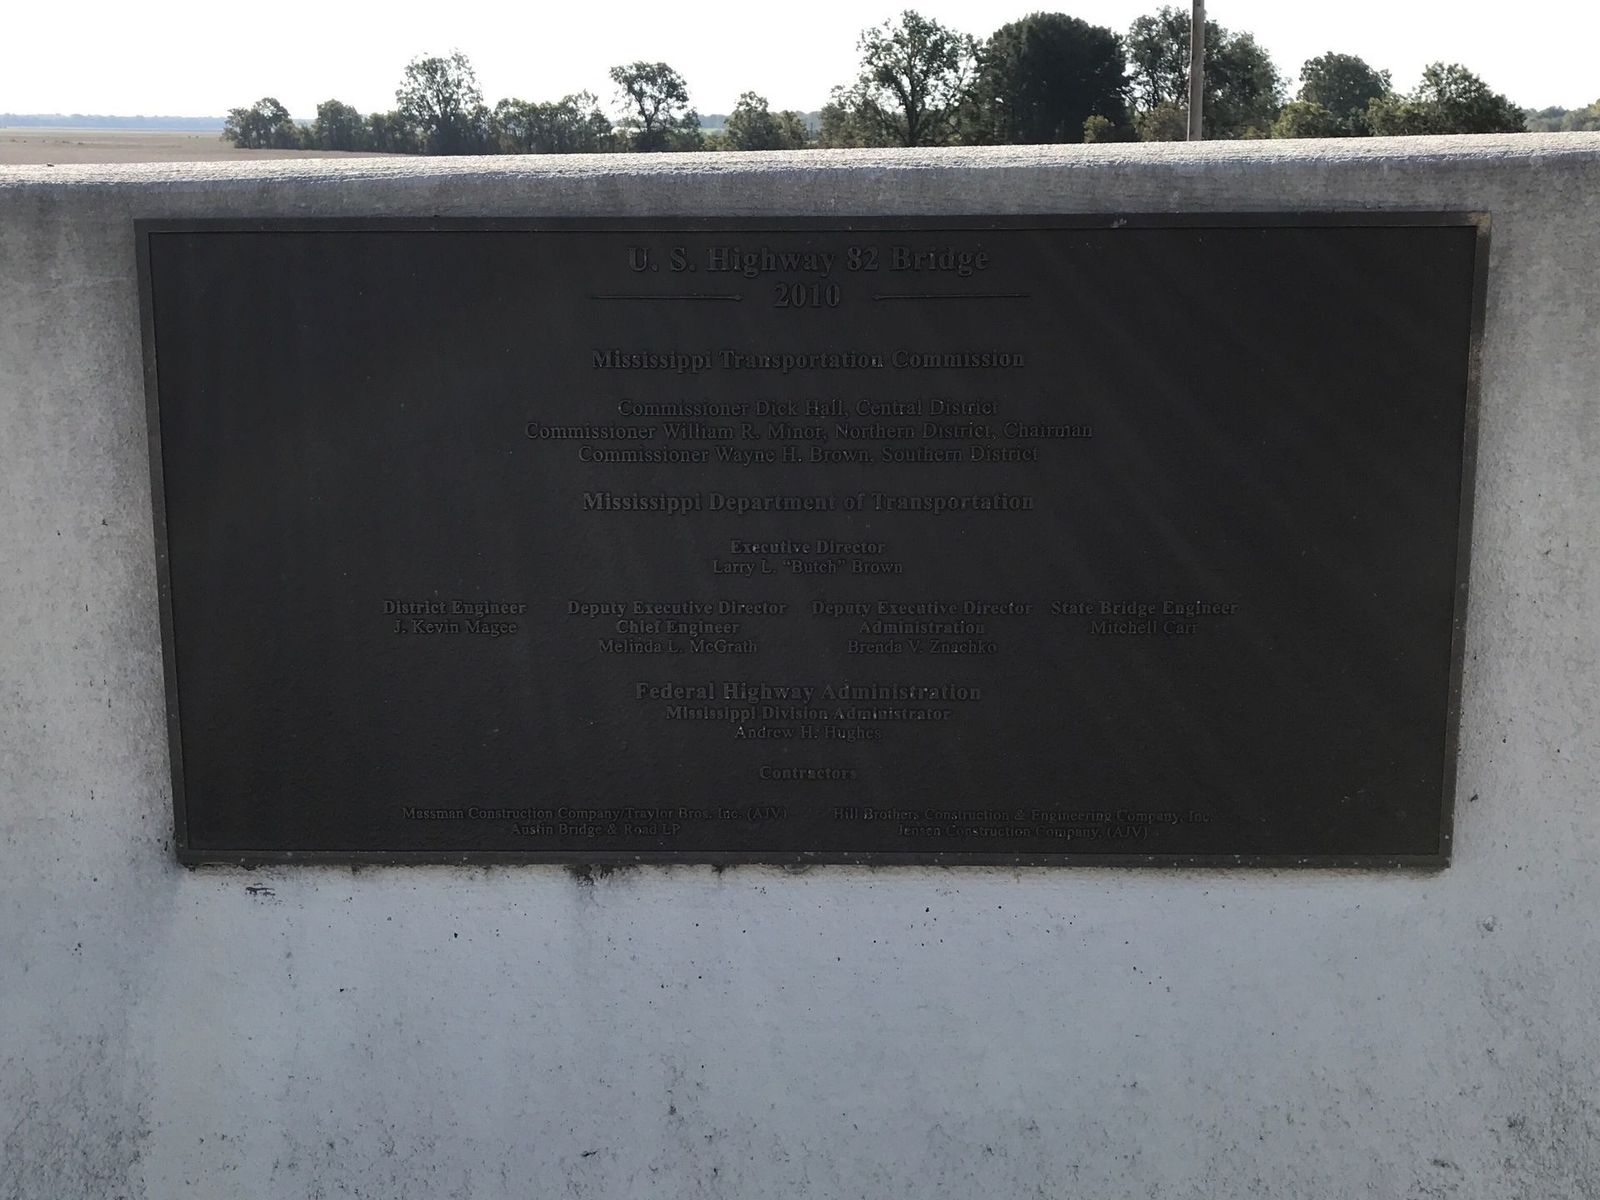 U. S. Highway 82 Bridge
2010
Mississippi Transportation Commission
Commissioner Dick Hall, Central District
Commissioner William R. Minor, Northern District, Chairman
Commissioner Wayne H. Brown, Southern District
Mississippi Department of Transportation
Executive Director
Larry L. "Butch" Brown
District Engineer
J. Kevin Magee
Deputy Executive Director
Chief Engineer
Melinda L. McGrath
Deputy Executive Director
Administration
Brenda V. Znachko
State Bridge Engineer
Mitchell Carr
Federal Highway Administration
Mississippi Division Administrator
Andrew H. Hughes
Contractors
Massman Construction Company/Traylor Bros. Inc. (AJV)
Austin Bridge & Road LP
Hill Brothers Construction & Engineering Company, Inc.
Jensen Construction Company, (AJV)